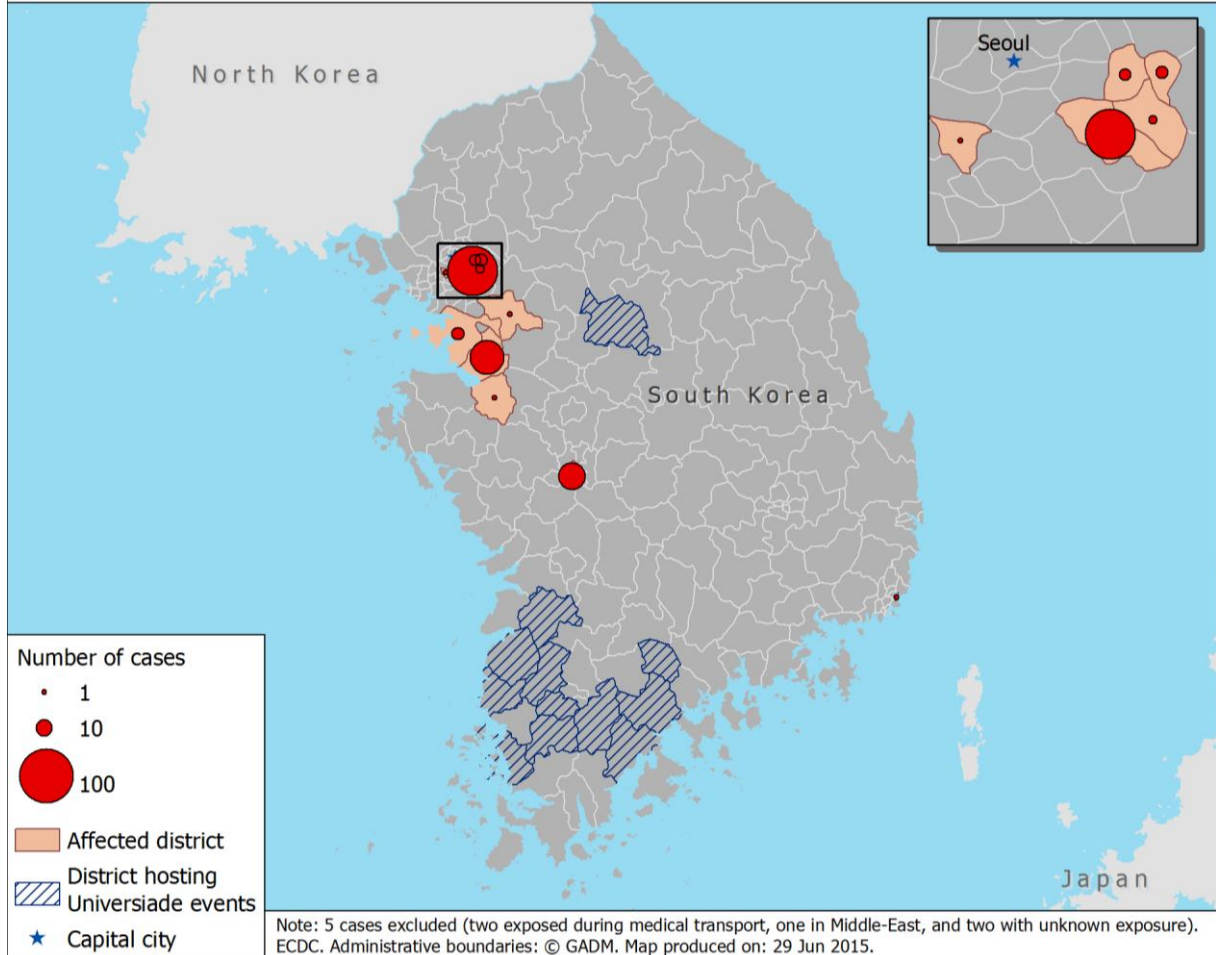 North Korea
Seoul
South Korea
Number of cases
1
10
100
Affected district
District hosting
Universiade events
Capital city
Japan
Note: 5 cases excluded (two exposed during medical transport, one in Middle-East, and two with unknown exposure).
ECDC. Administrative boundaries: © GADM. Map produced on: 29 Jun 2015.